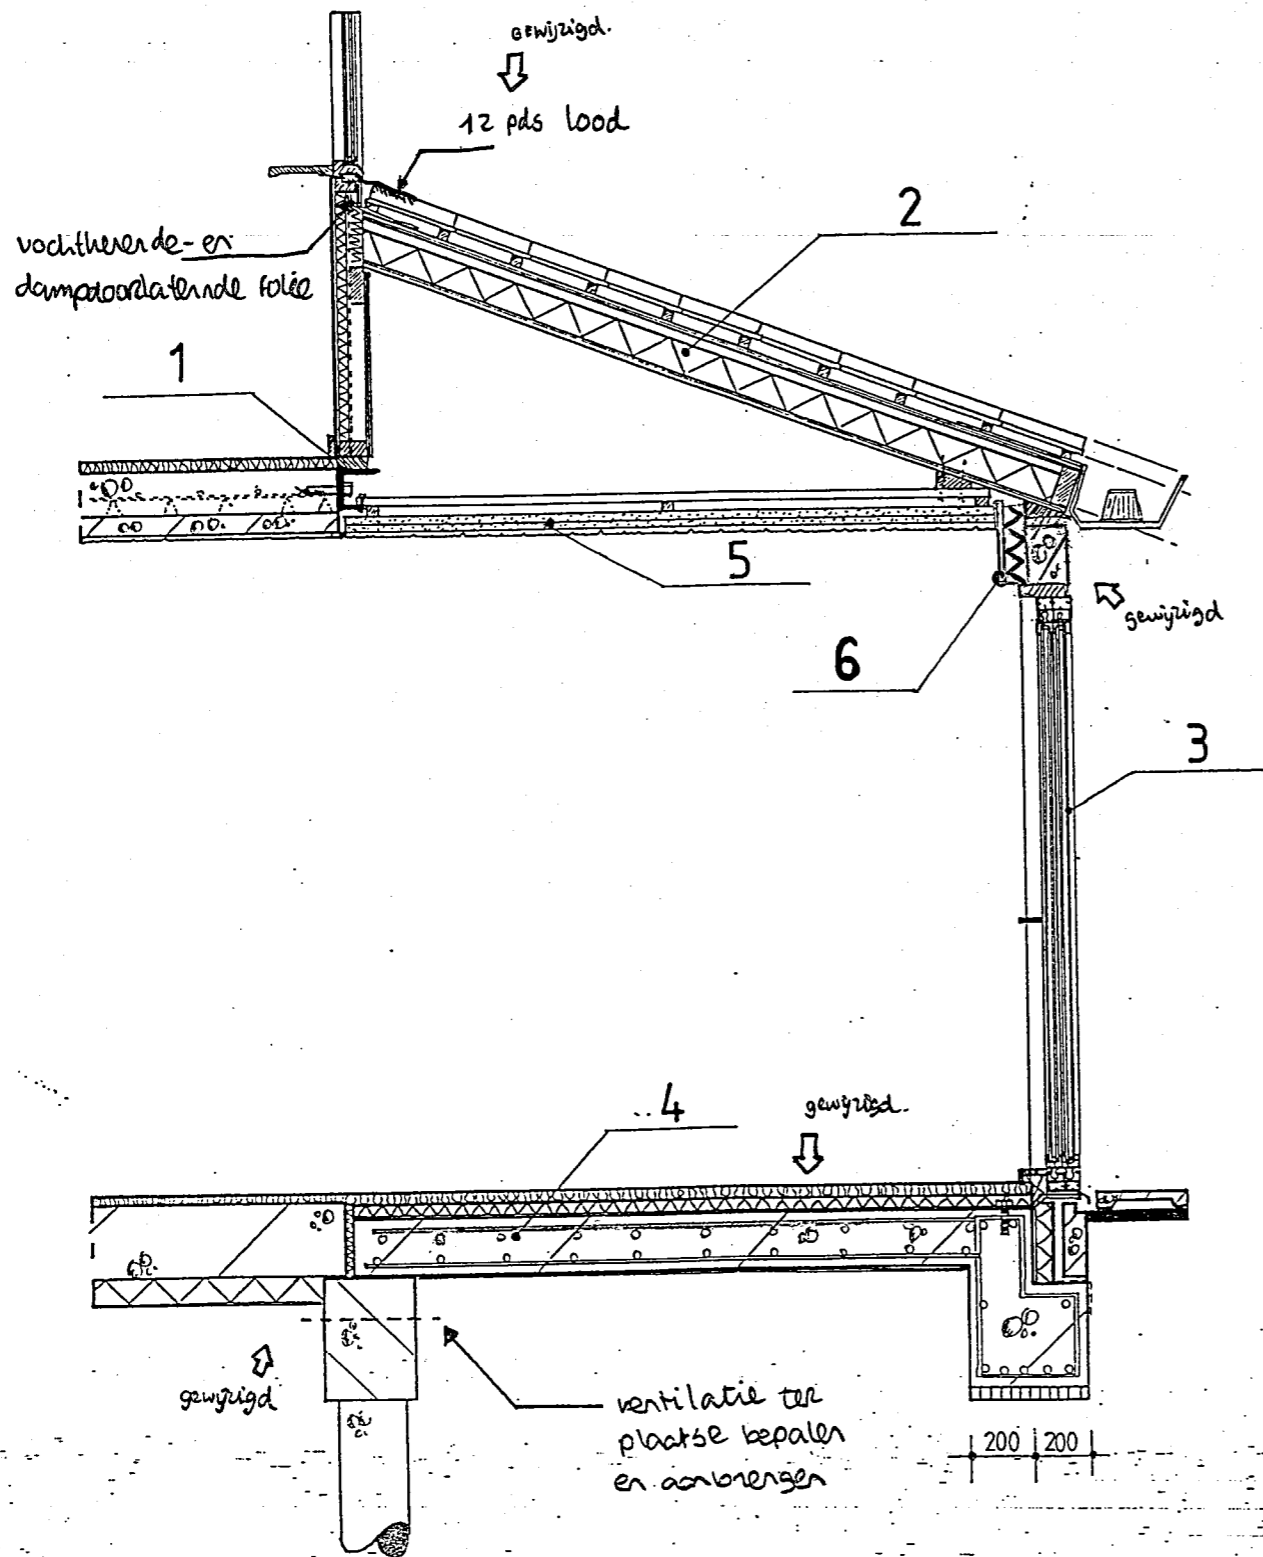 GEWijzigd.
12 pds lood
2
vochtwerende- en
dampdoorlatende folie
1
5
gewijzigd
6
3
4
gewijzigd.
gewijzigd
ventilatie ter
plaatse bepalen
en aanbrengen
200
200